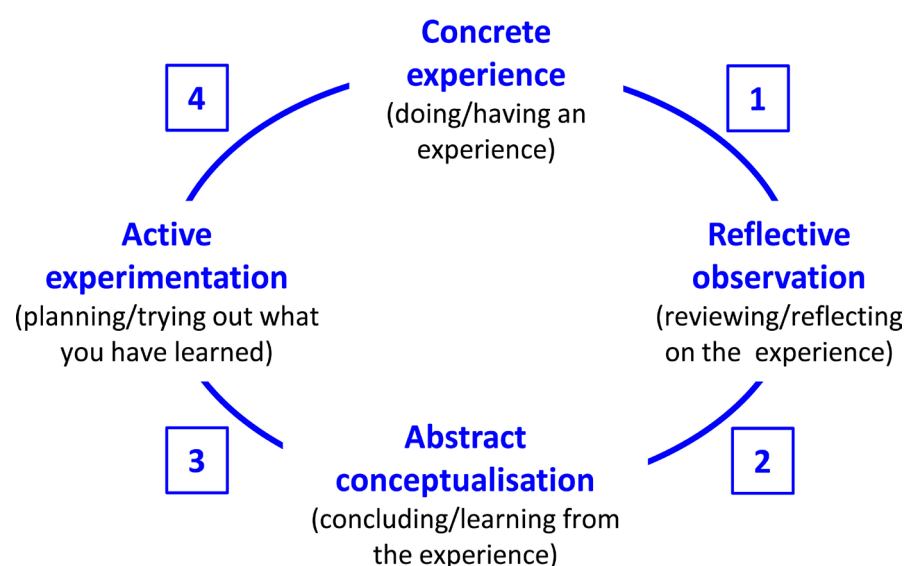 Concrete
experience
(doing/having an
experience)
4
1
Active
experimentation
(planning/trying out what
you have learned)
Reflective
observation
(reviewing/reflecting
on the experience)
3
2
Abstract
conceptualisation
(concluding/learning from
the experience)